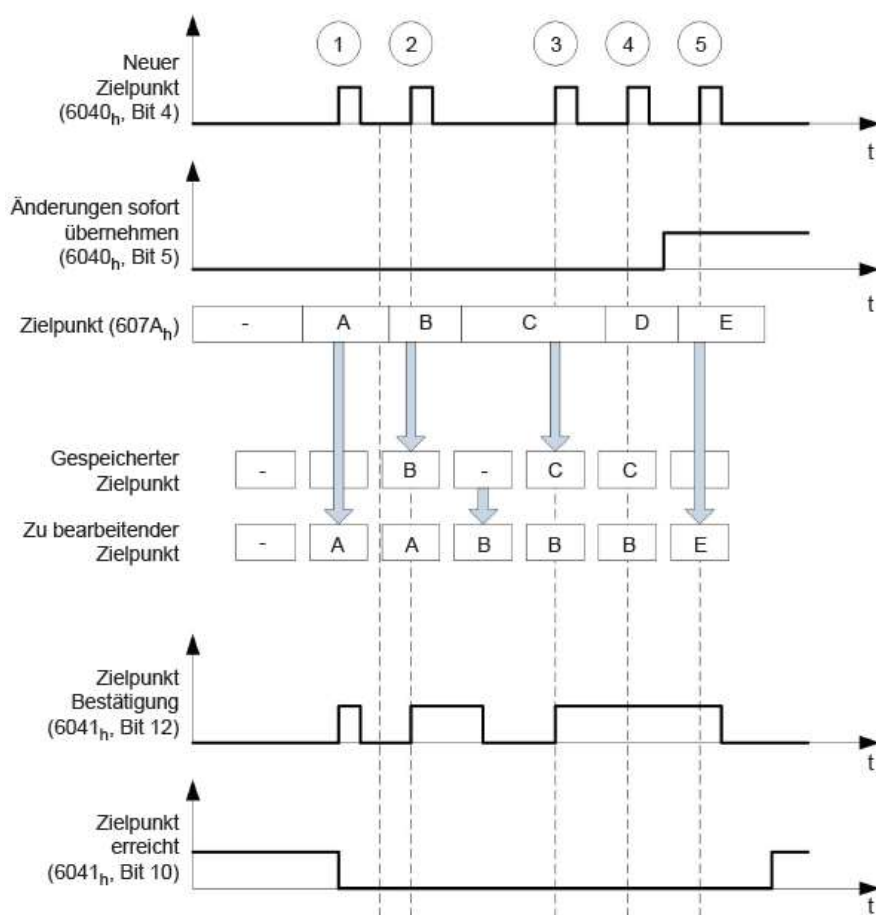 1 2 3 4 5
Neuer
Zielpunkt
(6040h, Bit 4)
t
Änderungen sofort
übernehmen
(6040h, Bit 5)
t
Zielpunkt (607Ah)
- A B C D E
Gespeicherter
Zielpunkt
- B - C C
Zu bearbeitender
Zielpunkt
- A A B B B E
Zielpunkt
Bestätigung
(6041h, Bit 12)
t
Zielpunkt
erreicht
(6041h, Bit 10)
t